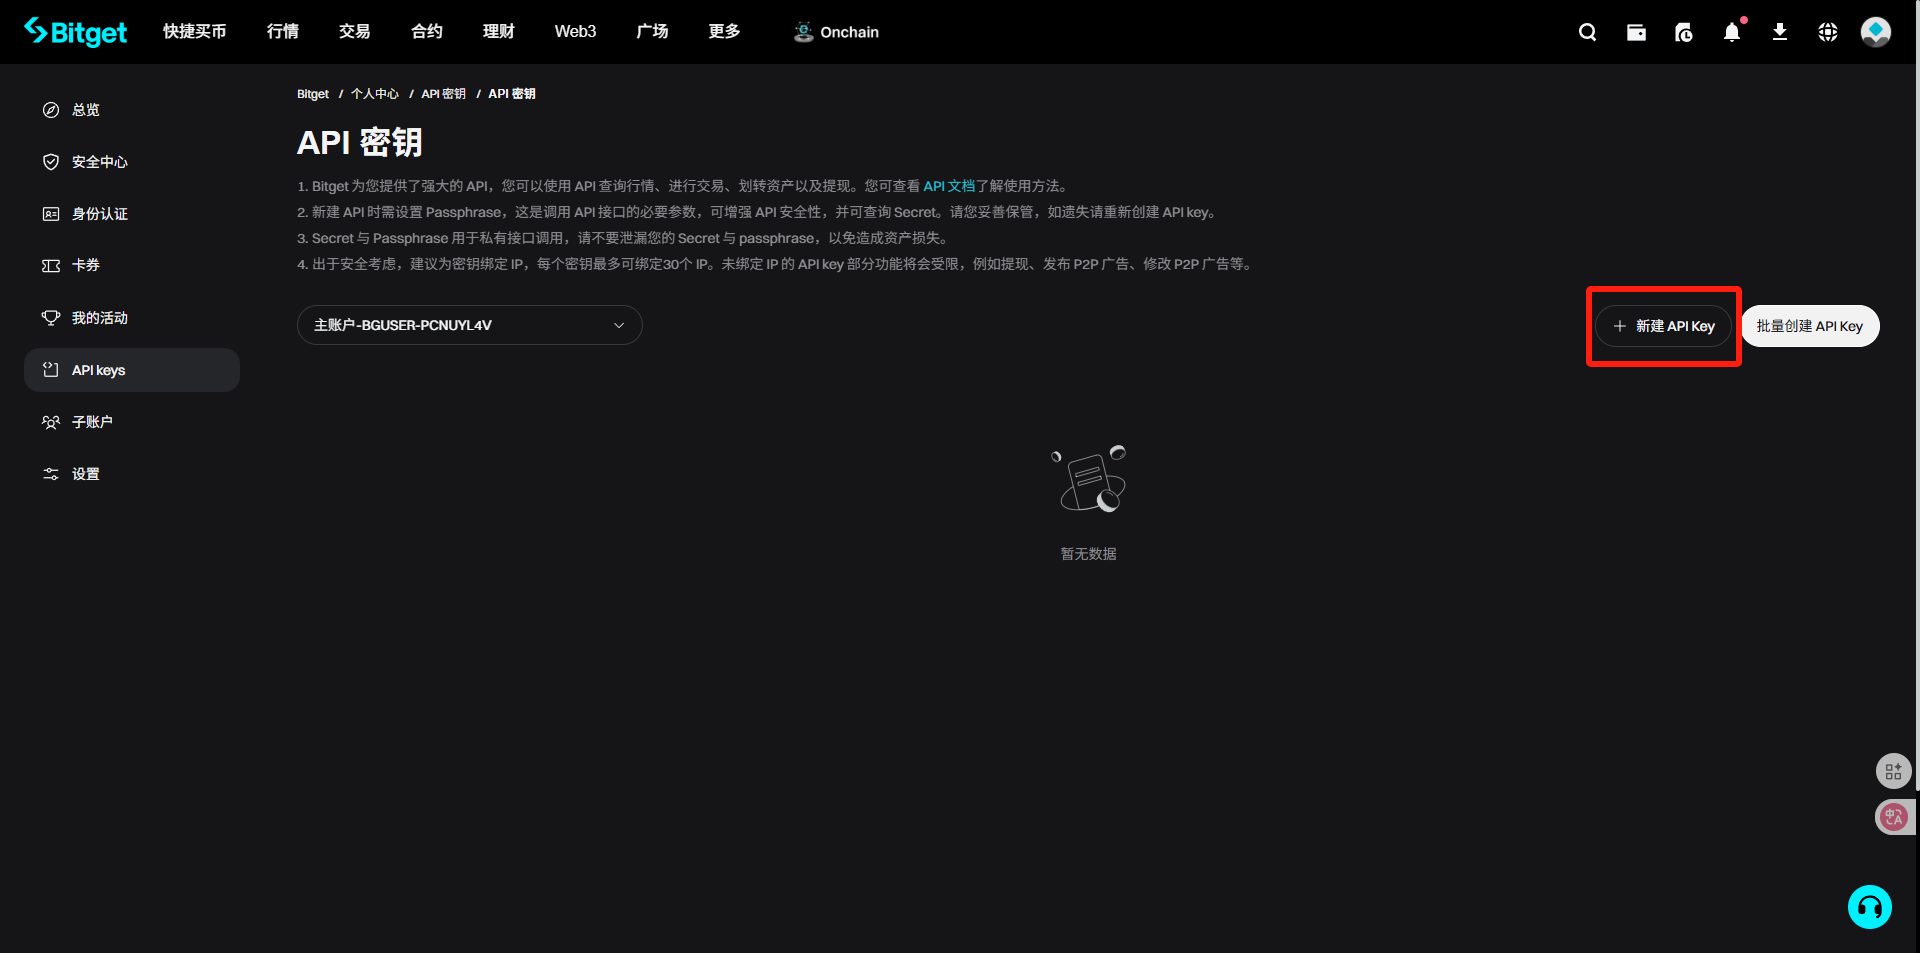 Bitget 快捷买币 行情 交易 合约 理财 Web3 广场 更多 Onchain
总览
安全中心
身份认证
卡券
我的活动
API keys
子账户
设置
Bitget / 个人中心 / API 密钥 / API 密钥
API 密钥
1. Bitget 为您提供了强大的 API，您可以使用 API 查询行情、进行交易、划转资产以及提现。您可查看 API 文档了解使用方法。
2. 新建 API 时需设置 Passphrase，这是调用 API 接口的必要参数，可增强 API 安全性，并可查询 Secret。请您妥善保管，如遗失请重新创建 API key。
3. Secret 与 Passphrase 用于私有接口调用，请不要泄漏您的 Secret 与 passphrase，以免造成资产损失。
4. 出于安全考虑，建议为密钥绑定 IP，每个密钥最多可绑定30个 IP。未绑定 IP 的 API key 部分功能将会受限，例如提现、发布 P2P 广告、修改 P2P 广告等。
主账户-BGUSER-PCNUYL4V
+ 新建 API Key 批量创建 API Key
暂无数据
中A